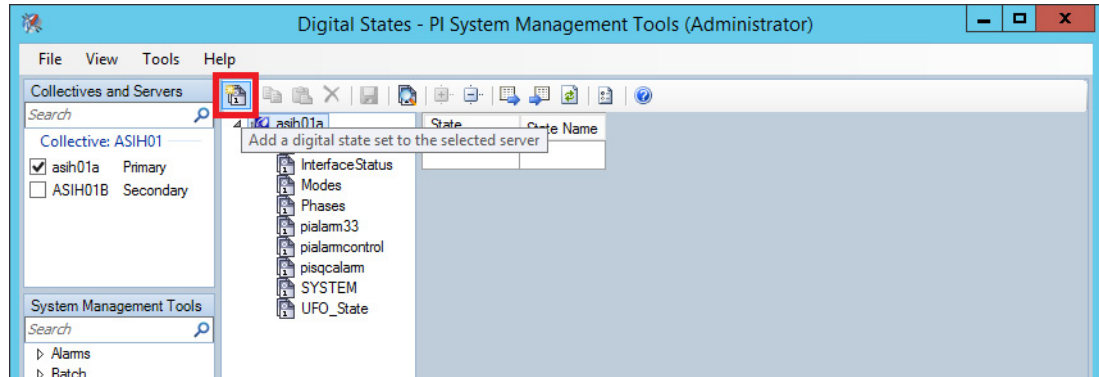 Digital States - PI System Management Tools (Administrator)
File View Tools Help
Collectives and Servers
Search
Collective: ASIH01
asih01a Primary
ASIH01B Secondary
System Management Tools
Search
Alarms
Batch
asih01a
Add a digital state set to the selected server
InterfaceStatus
Modes
Phases
pialarm33
pialarmcontrol
pisqcalarm
SYSTEM
UFO_State
State
State Name